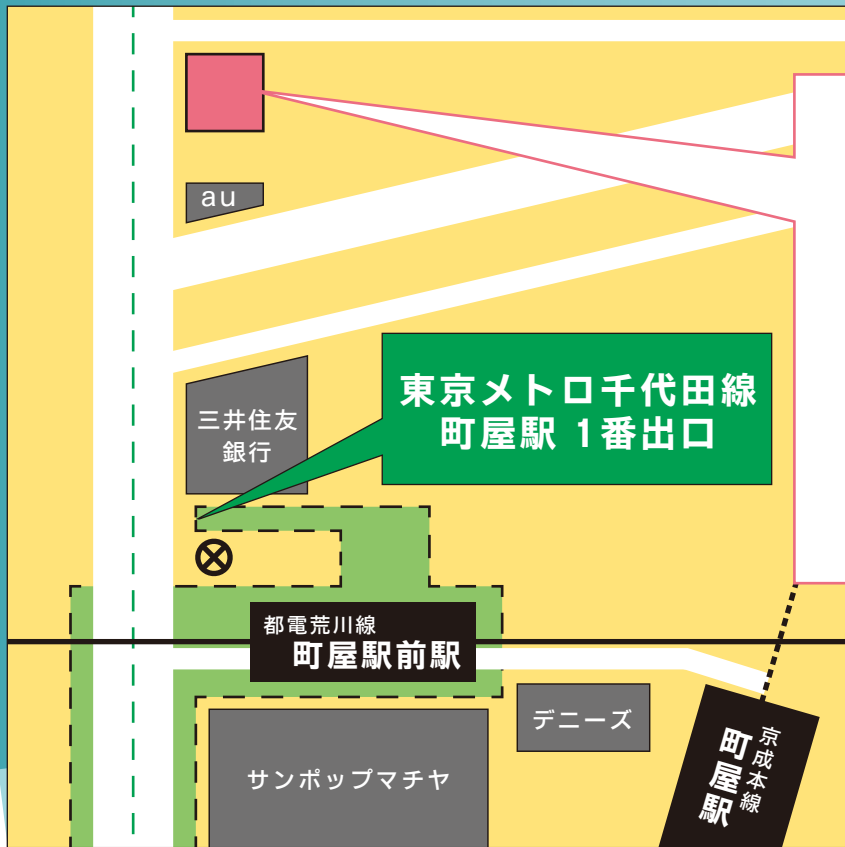 au
三井住友
銀行
東京メトロ千代田線
町屋駅 1番出口
都電荒川線
町屋駅前駅
デニーズ
サンポップマチヤ
京成本線
町屋駅